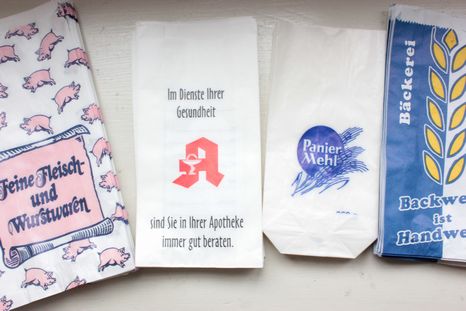 Feine Fleisch-
und
Wurstwaren
Im Dienste Ihrer
Gesundheit
sind Sie in Ihrer Apotheke
immer gut beraten.
Panier
Mehl
Bäckerei
Backwe
ist
Handwe